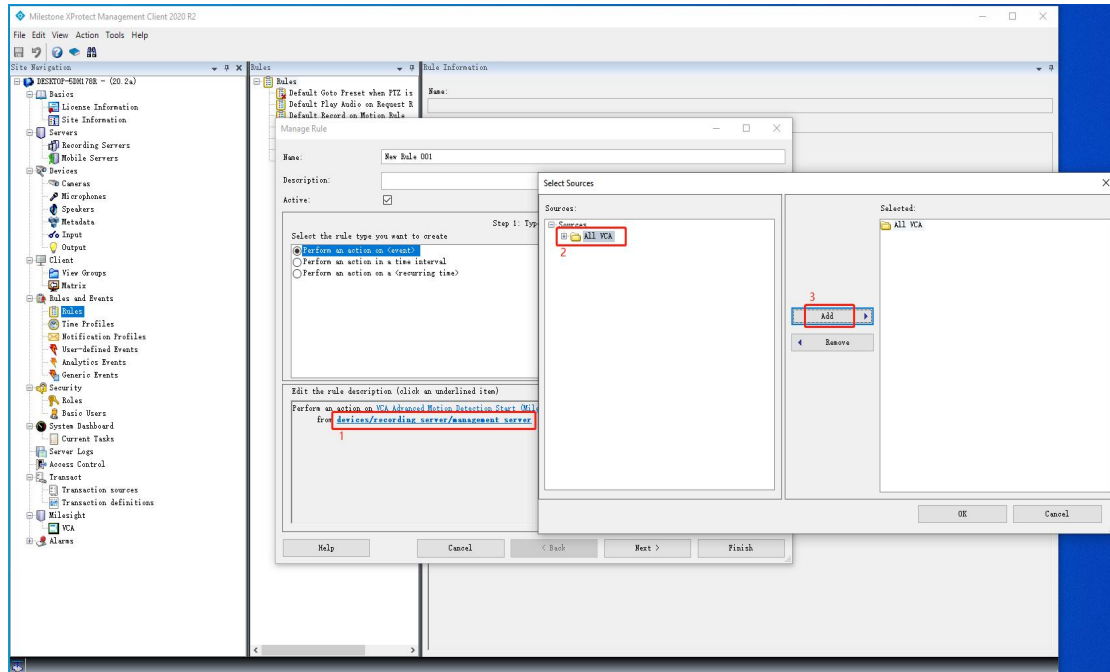 Milestone XProtect Management Client 2020 R2
File Edit View Action Tools Help
Site Navigation
DESKTOP-5DM178R - (20.2a)
Basics
License Information
Site Information
Servers
Recording Servers
Mobile Servers
Devices
Cameras
Microphones
Speakers
Metadata
Input
Output
Client
View Groups
Matrix
Rules and Events
Rules
Time Profiles
Notification Profiles
User-defined Events
Analytics Events
Generic Events
Security
Roles
Basic Users
System Dashboard
Current Tasks
Server Logs
Access Control
Transact
Transaction sources
Transaction definitions
Milesight
VCA
Alarms
Rules
Rules
Default Goto Preset when PTZ is
Default Play Audio on Request R
Default Record on Motion Rule
Rule Information
Name:
Manage Rule
Name: New Rule 001
Description:
Active:
Step 1: Typ
Select the rule type you want to create
Perform an action on <event>
Perform an action in a time interval
Perform an action on a <recurring time>
Edit the rule description (click an underlined item)
Perform an action on VCA Advanced Motion Detection Start (Mil
from devices/recording server/management server
1
Help Cancel < Back Next > Finish
Select Sources
Sources:
Sources
All VCA
2
3
Add
Remove
Selected:
All VCA
OK Cancel